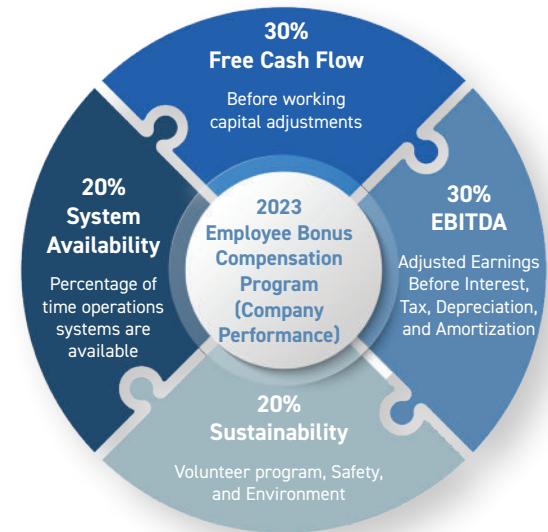 30%
Free Cash Flow
Before working
capital adjustments
30%
EBITDA
Adjusted Earnings
Before Interest,
Tax, Depreciation,
and Amortization
20%
Sustainability
Volunteer program, Safety,
and Environment
20%
System
Availability
Percentage of
time operations
systems are
available
2023
Employee Bonus
Compensation
Program
(Company
Performance)